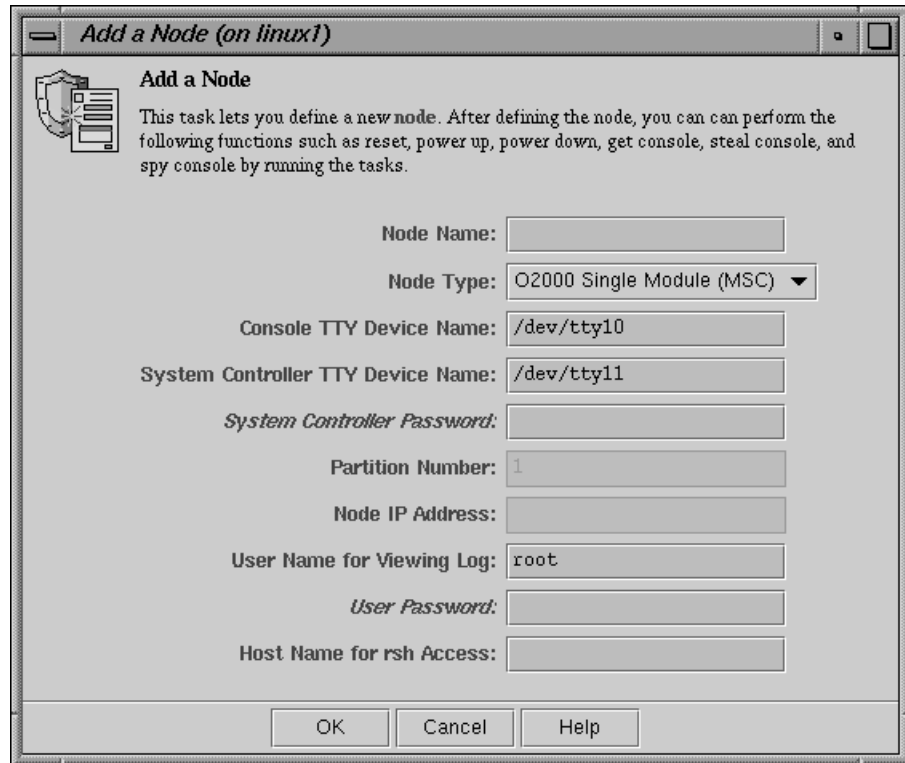 Add a Node (on linux1)
Add a Node
This task lets you define a new node. After defining the node, you can can perform the
following functions such as reset, power up, power down, get console, steal console, and
spy console by running the tasks.
Node Name:
Node Type: O2000 Single Module (MSC)
Console TTY Device Name: /dev/tty10
System Controller TTY Device Name: /dev/tty11
System Controller Password:
Partition Number: 1
Node IP Address:
User Name for Viewing Log: root
User Password:
Host Name for rsh Access:
OK Cancel Help